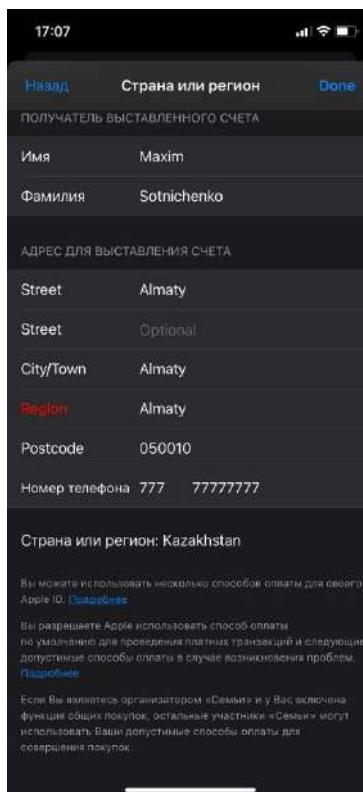 17:07
Назад Страна или регион Done
ПОЛУЧАТЕЛЬ ВЫСТАВЛЕННОГО СЧЕТА
Имя Maxim
Фамилия Sotnichenko
АДРЕС ДЛЯ ВЫСТАВЛЕНИЯ СЧЕТА
Street Almaty
Street Optional
City/Town Almaty
Region Almaty
Postcode 050010
Номер телефона 777 77777777
Страна или регион: Kazakhstan
Вы можете использовать несколько способов оплаты для своего
Apple ID. Подробнее
Вы разрешаете Apple использовать способ оплаты
по умолчанию для проведения платных транзакций и следующие
допустимые способы оплаты в случае возникновения проблем.
Подробнее
Если Вы являетесь организатором «Семьи» и у Вас включена
функция общих покупок, остальные участники «Семьи» могут
использовать Ваши допустимые способы оплаты для
совершения покупок.